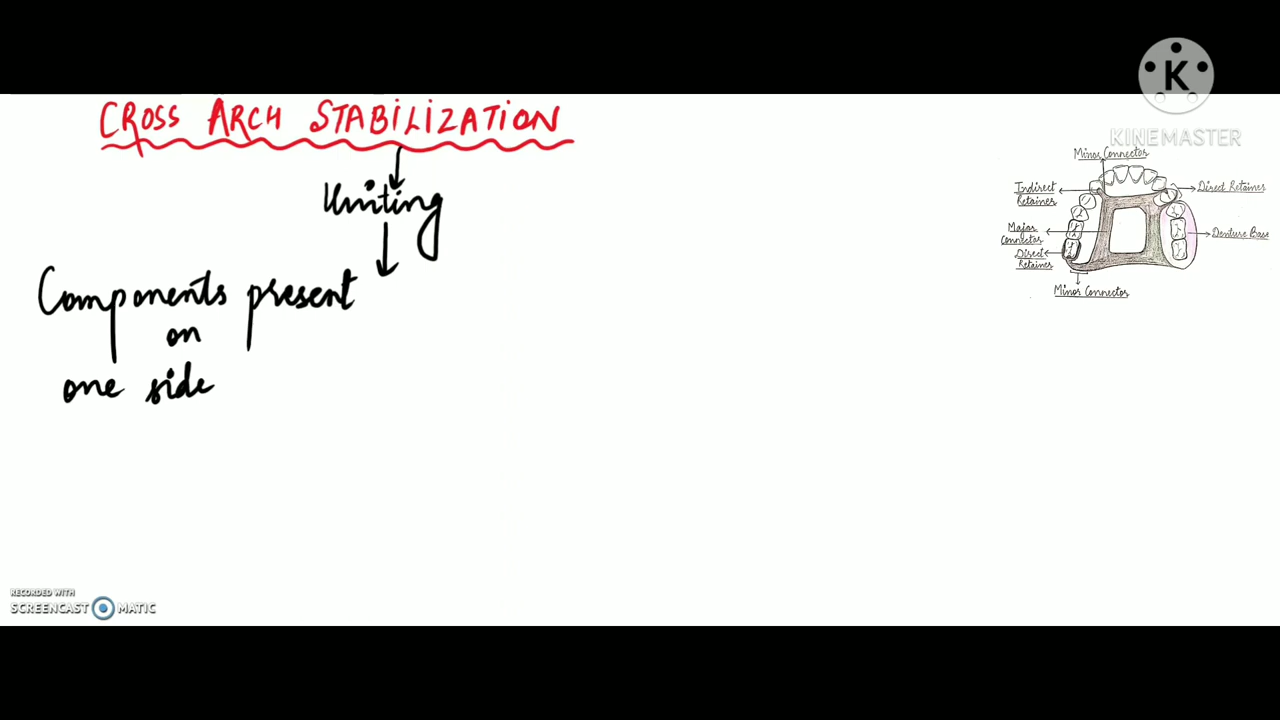 CROSS ARCH STABILIZATION
Uniting
Components present
on
one side
K
KINEMASTER
Minor Connector
Indirect
Retainer
Direct Retainer
Major
Connector
Denture Base
Direct
Retainer
Minor Connector
RECORDED WITH
SCREENCAST MATIC